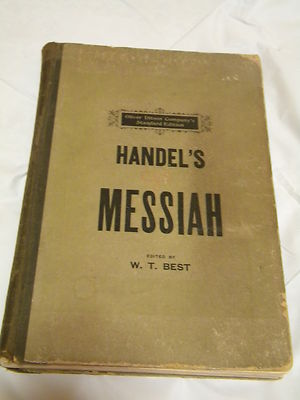 Oliver Ditson Company's
Standard Edition
HANDEL'S
MESSIAH
EDITED BY
W. T. BEST